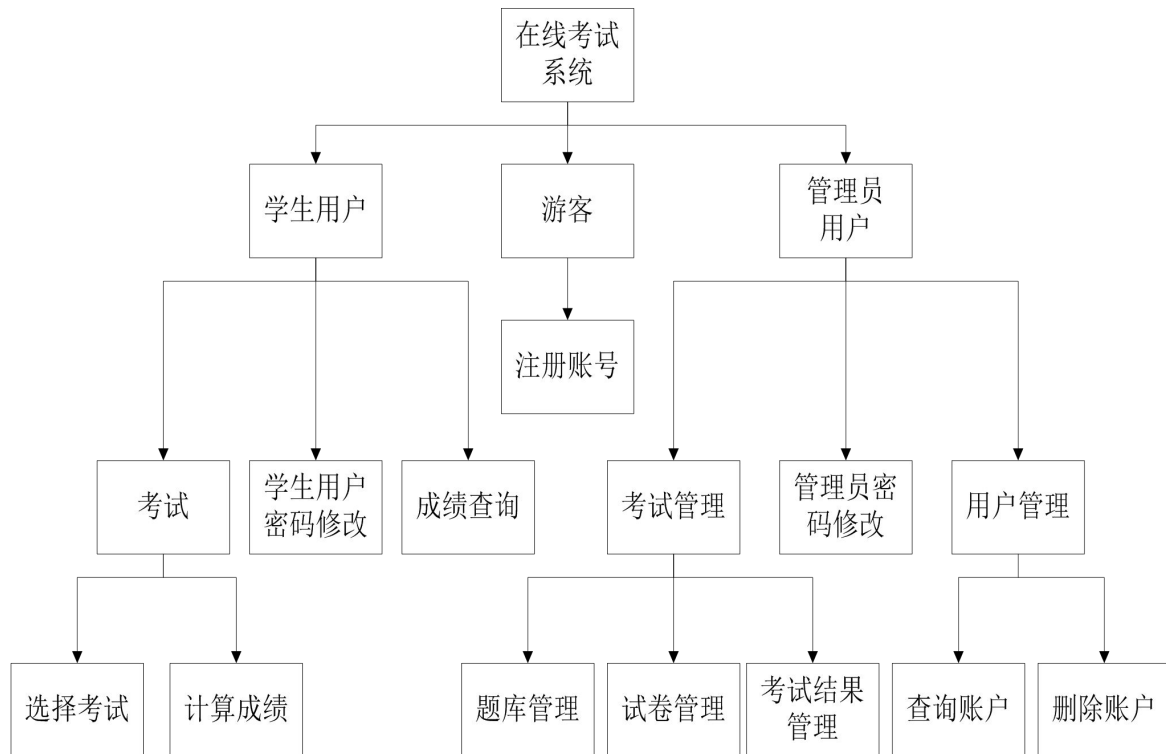 在线考试
系统
学生用户
游客
管理员
用户
注册账号
考试
学生用户
密码修改
成绩查询
考试管理
管理员密
码修改
用户管理
选择考试
计算成绩
题库管理
试卷管理
考试结果
管理
查询账户
删除账户